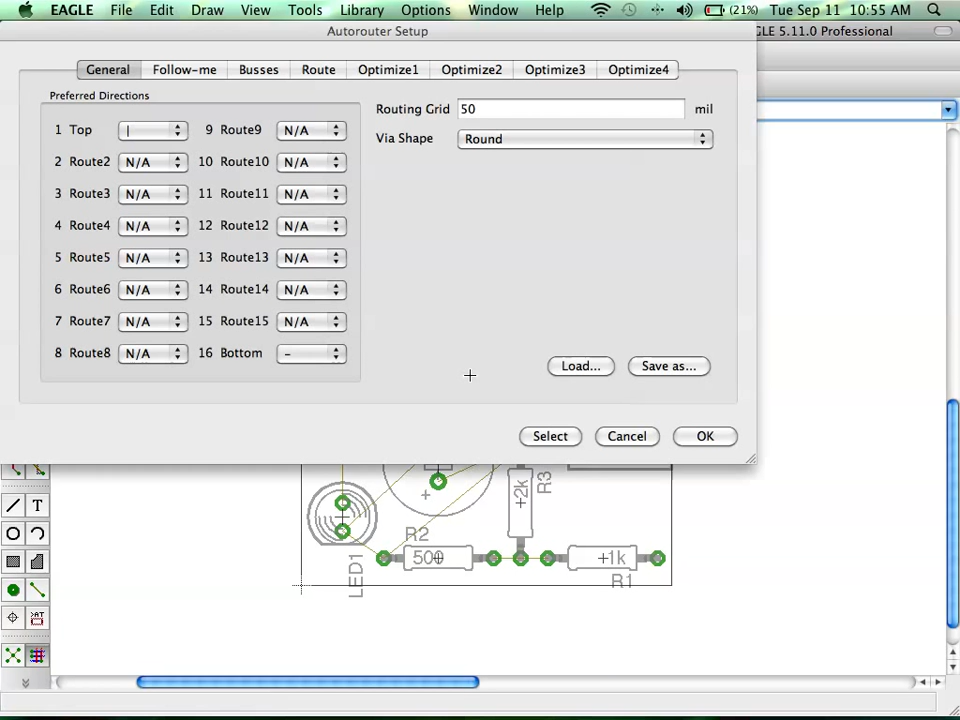 EAGLE File Edit Draw View Tools Library Options Window Help (21%) Tue Sep 11 10:55 AM
Autorouter Setup
EAGLE 5.11.0 Professional
General Follow-me Busses Route Optimize1 Optimize2 Optimize3 Optimize4
Preferred Directions
1 Top | 9 Route9 N/A
2 Route2 N/A 10 Route10 N/A
3 Route3 N/A 11 Route11 N/A
4 Route4 N/A 12 Route12 N/A
5 Route5 N/A 13 Route13 N/A
6 Route6 N/A 14 Route14 N/A
7 Route7 N/A 15 Route15 N/A
8 Route8 N/A 16 Bottom -
Routing Grid 50 mil
Via Shape Round
Load... Save as...
Select Cancel OK
T
+
2k
R3
R2
500
1k
LED1
R1